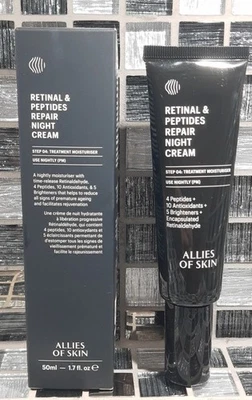 RETINAL &
PEPTIDES
REPAIR
NIGHT
CREAM
STEP 04: TREATMENT MOISTURISER
USE NIGHTLY (PM)
A nightly moisturiser with
time-release Retinaldehyde,
4 Peptides, 10 Antioxidants, & 5
Brighteners that helps to reduce
all signs of premature ageing
and facilitates rejuvenation
Une crème de nuit hydratante
à libération progressive
Rétinaldéhyde, qui contient
4 peptides, 10 antioxidants et
5 éclaircissants permettant
d'estomper tous les signes de
vieillissement prématuré et
facilite le rajeunissement
ALLIES
OF SKIN
50ml — 1.7 fl. oz e
RETINAL &
PEPTIDES
REPAIR
NIGHT
CREAM
STEP 04: TREATMENT MOISTURISER
USE NIGHTLY (PM)
4 Peptides +
10 Antioxidants +
5 Brighteners +
Encapsulated
Retinaldehyde
ALLIES
OF SKIN